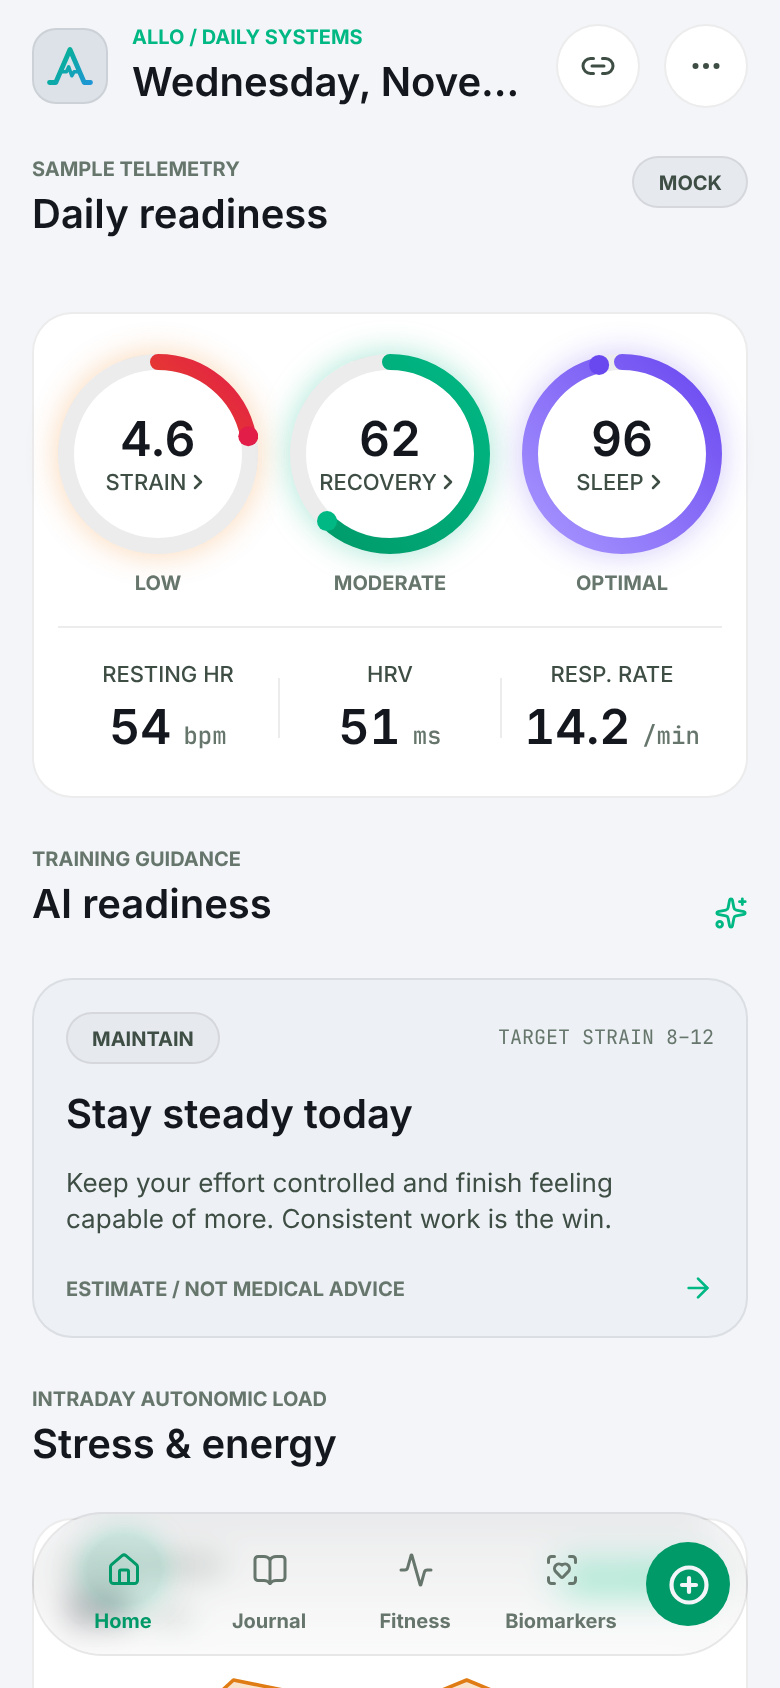 ALLO / DAILY SYSTEMS
Wednesday, Nove...
SAMPLE TELEMETRY
MOCK
Daily readiness
4.6
STRAIN
LOW
62
RECOVERY
MODERATE
96
SLEEP
OPTIMAL
RESTING HR
54 bpm
HRV
51 ms
RESP. RATE
14.2 /min
TRAINING GUIDANCE
AI readiness
MAINTAIN
TARGET STRAIN 8–12
Stay steady today
Keep your effort controlled and finish feeling
capable of more. Consistent work is the win.
ESTIMATE / NOT MEDICAL ADVICE
INTRADAY AUTONOMIC LOAD
Stress & energy
Home
Journal
Fitness
Biomarkers